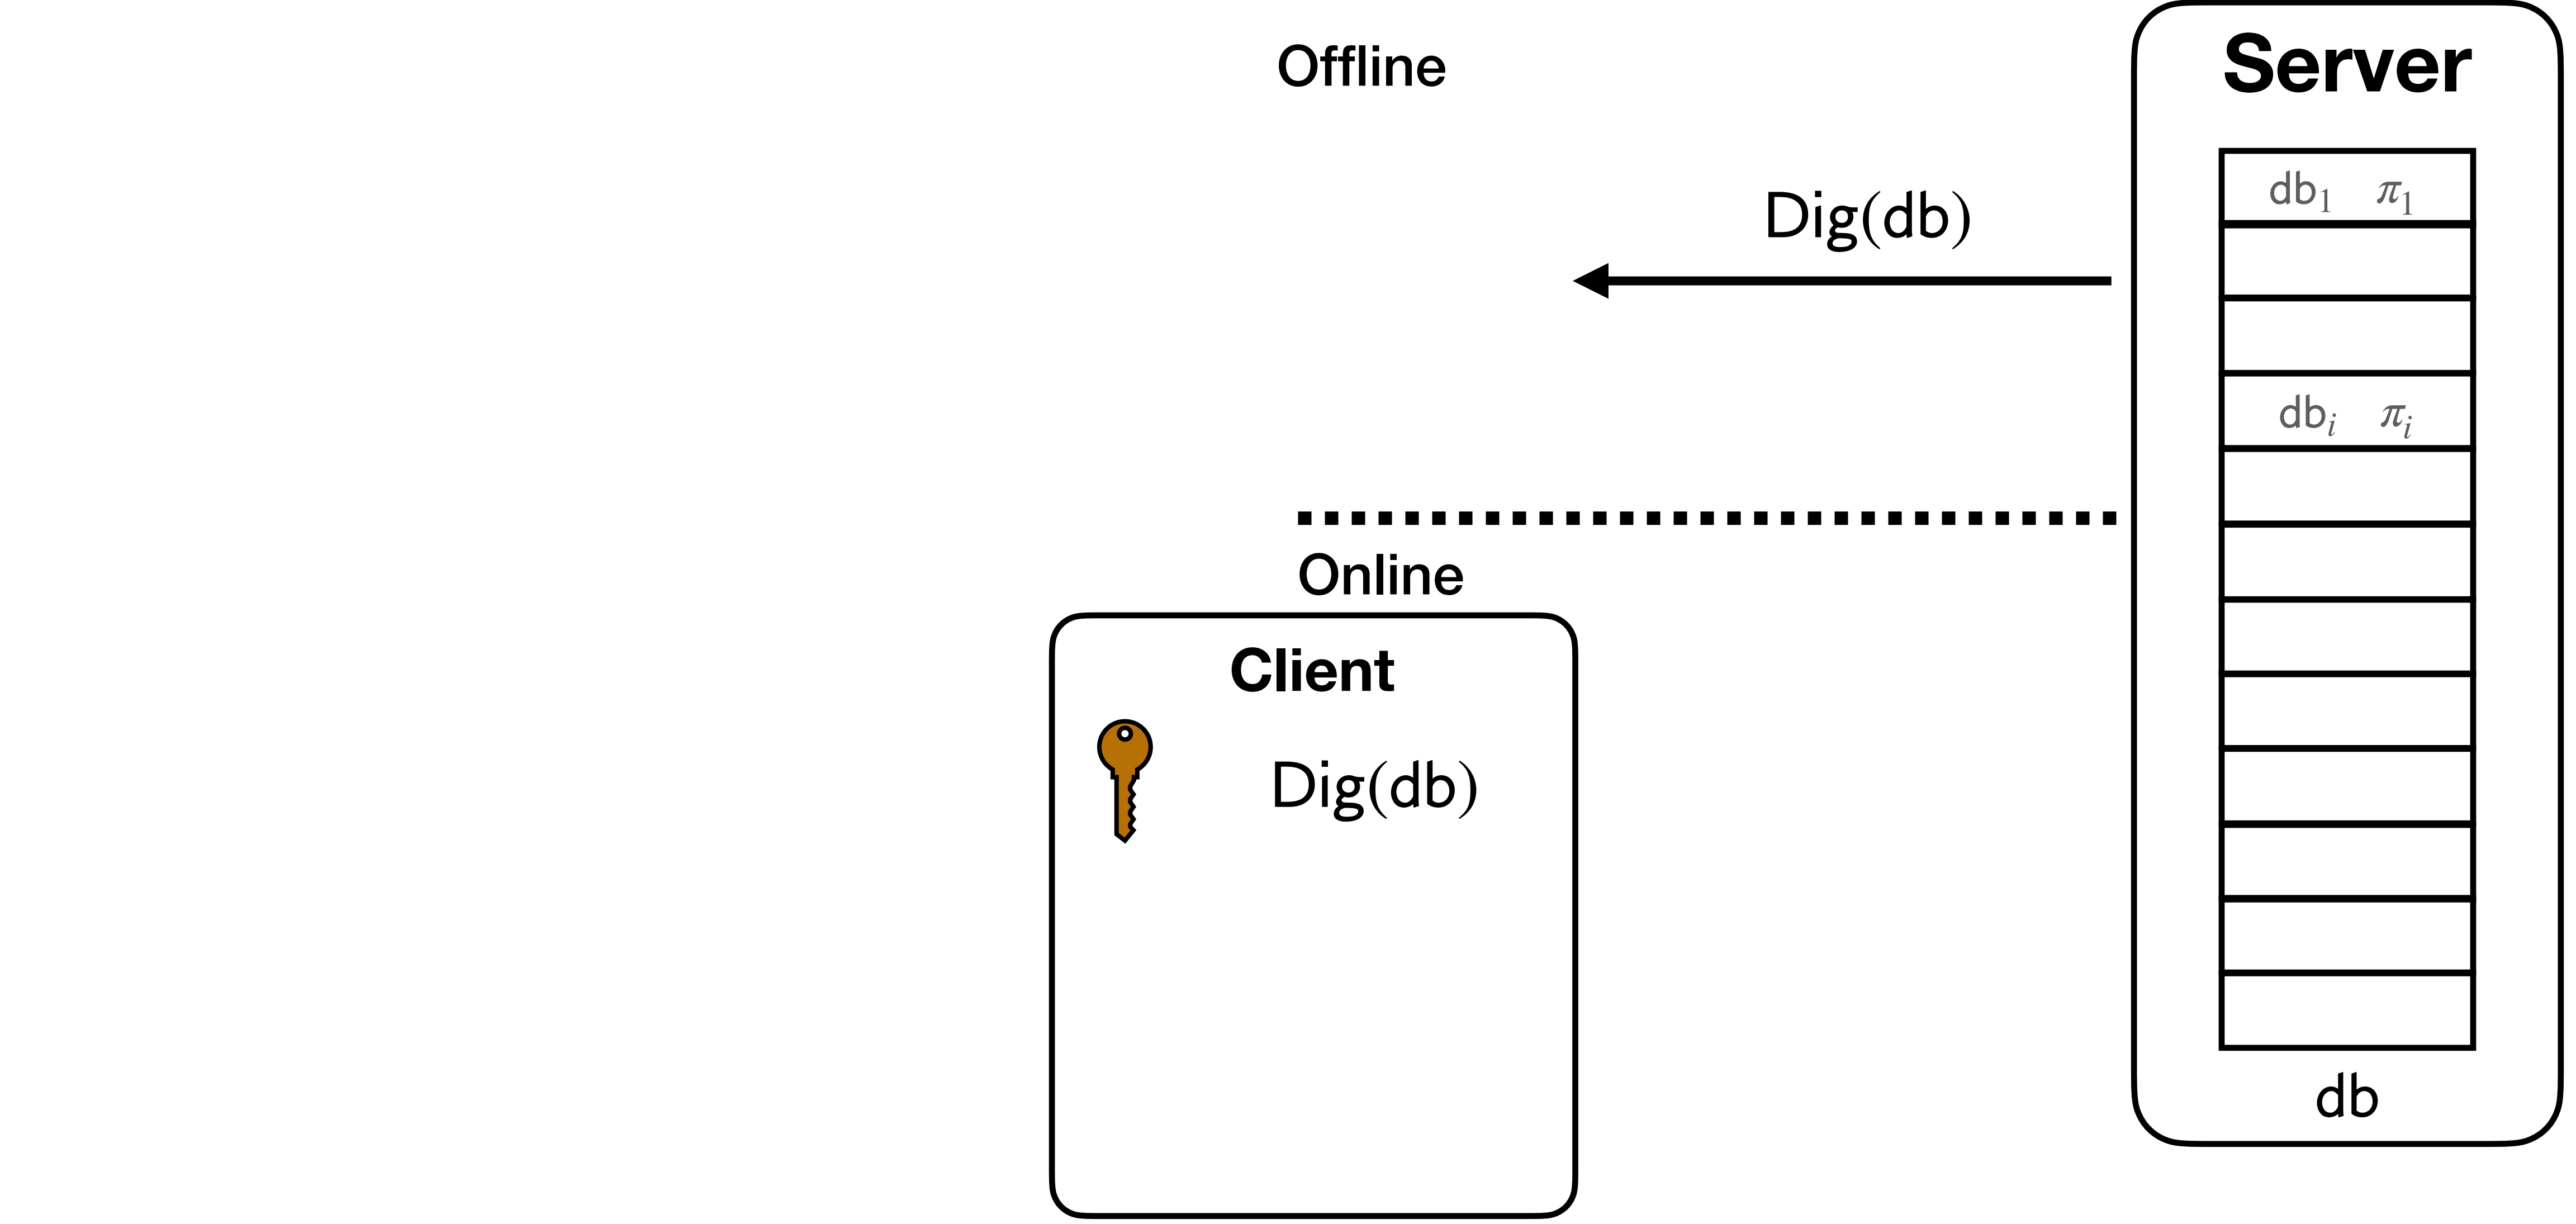 Offline
Server
db₁ π₁
Dig(db)
dbᵢ πᵢ
Online
Client
Dig(db)
db